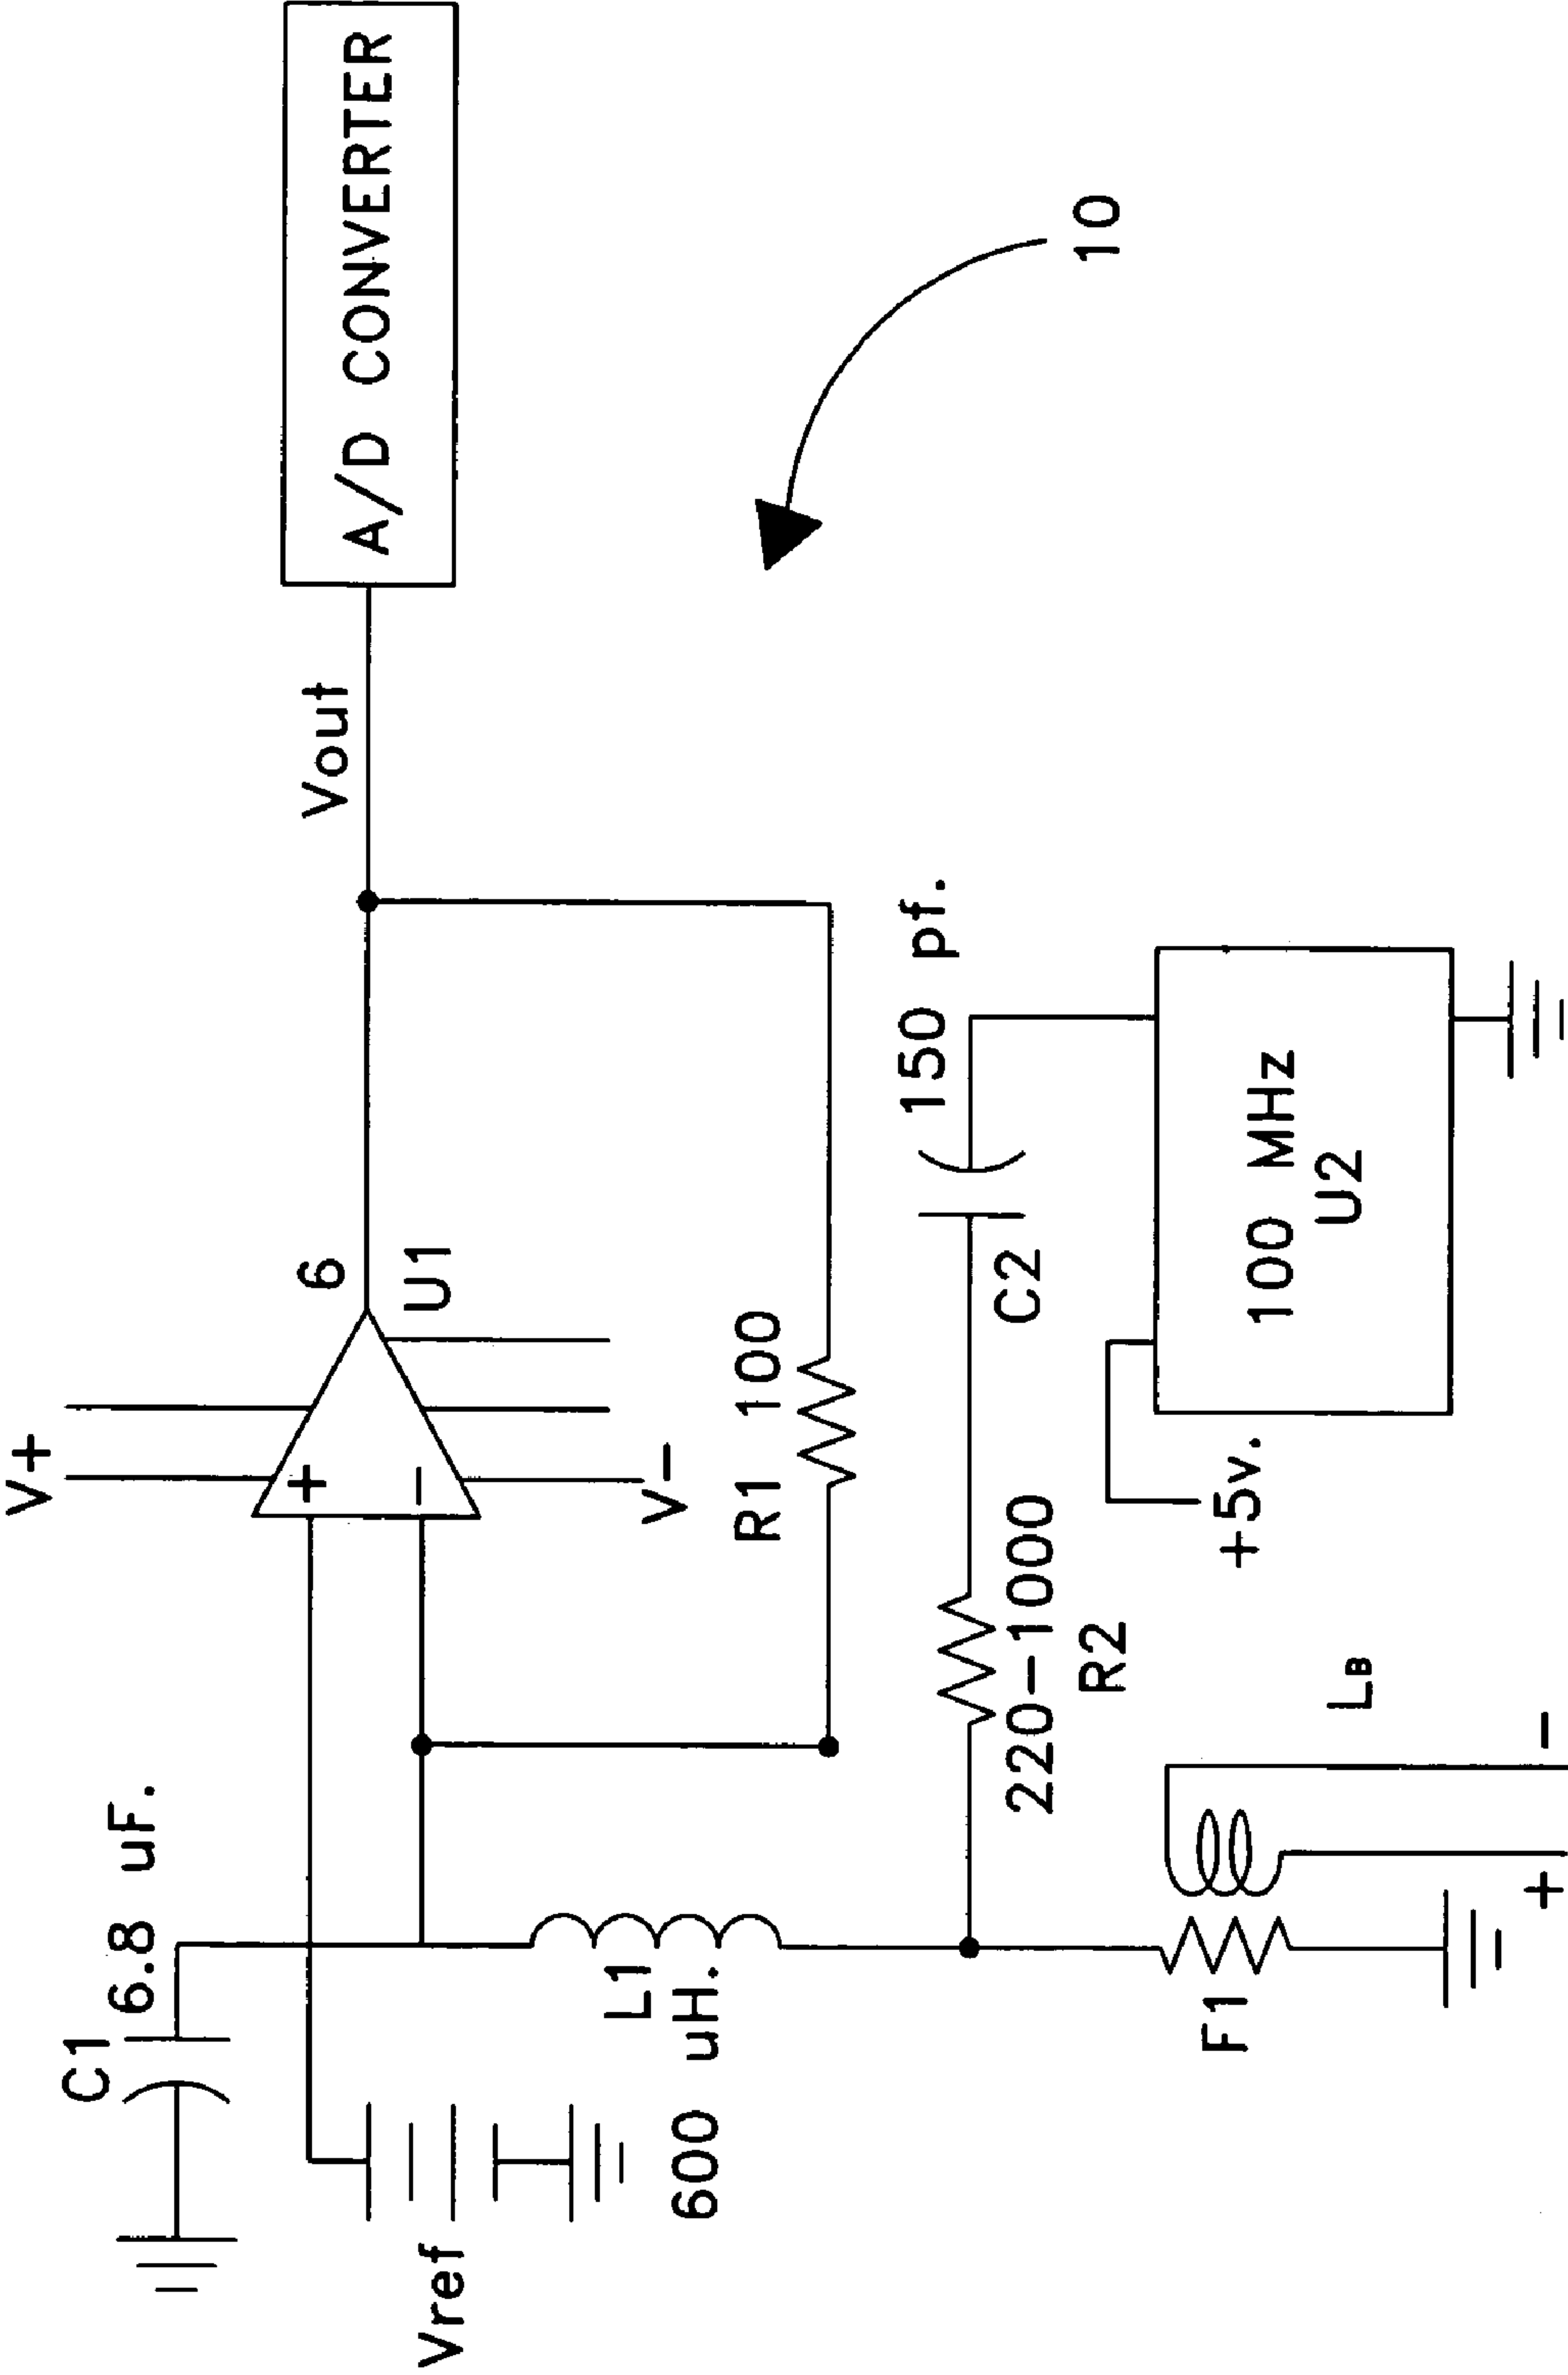 C1
6.8 uF.
V+
Vref
+
−
6
U1
Vout
A/D CONVERTER
V−
L1
600 uH.
R1 100
150 pf.
C2
10
220-1000
R2
F1
LB
+5v.
100 MHz
U2
+ -